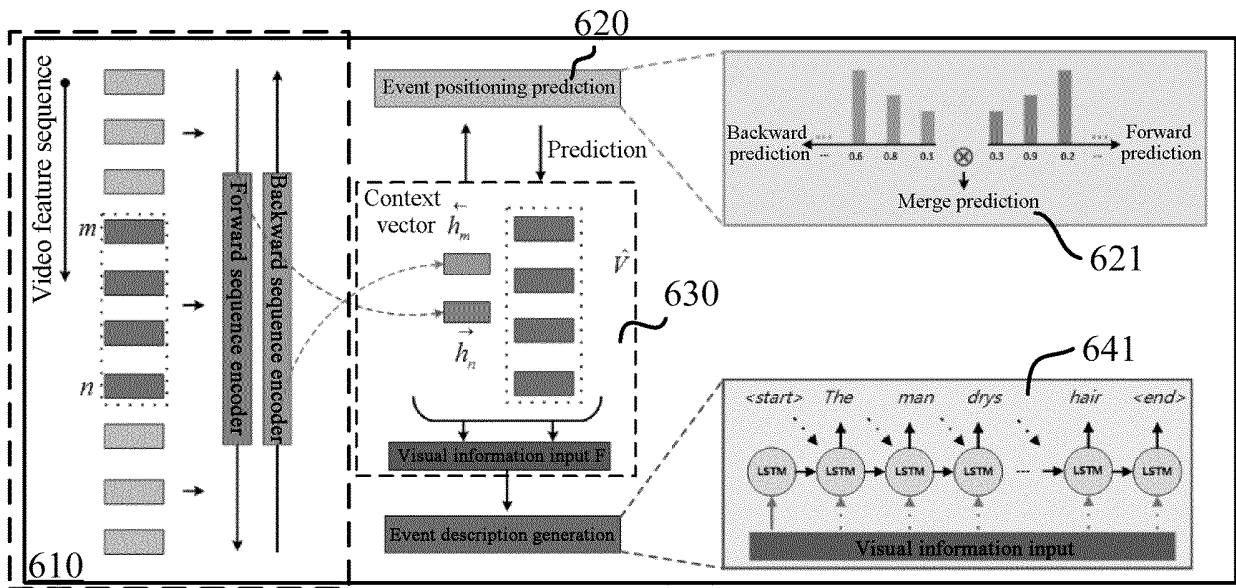 620
Event positioning prediction
Video feature sequence
m
n
Forward sequence encoder
Backward sequence encoder
610
Prediction
Context
vector
h_m
h_n
V̂
630
Visual information input F
Event description generation
Backward
prediction
...
...
0.6
0.8
0.1
0.3
0.9
0.2
...
...
Forward
prediction
Merge prediction
621
641
<start> The man drys hair <end>
LSTM LSTM LSTM LSTM ... LSTM LSTM
Visual information input